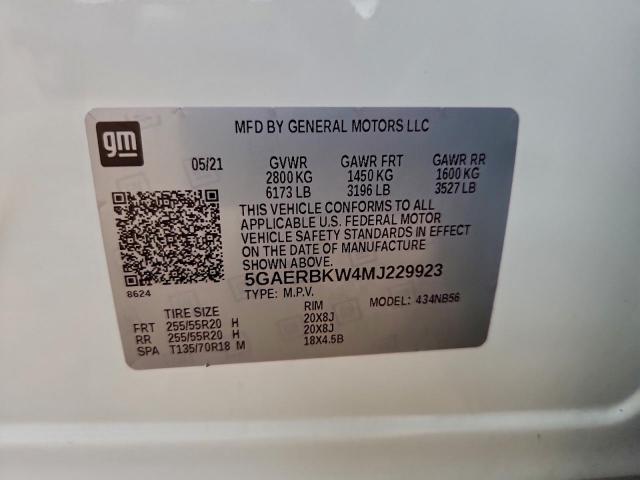 gm
MFD BY GENERAL MOTORS LLC
05/21 GVWR GAWR FRT GAWR RR
2800 KG 1450 KG 1600 KG
6173 LB 3196 LB 3527 LB
THIS VEHICLE CONFORMS TO ALL
APPLICABLE U.S. FEDERAL MOTOR
VEHICLE SAFETY STANDARDS IN EFFECT
ON THE DATE OF MANUFACTURE
SHOWN ABOVE.
8624
5GAERBKW4MJ229923
TYPE: M.P.V. MODEL: 434NB56
TIRE SIZE RIM
FRT 255/55R20 H 20X8J
RR 255/55R20 H 20X8J
SPA T135/70R18 M 18X4.5B